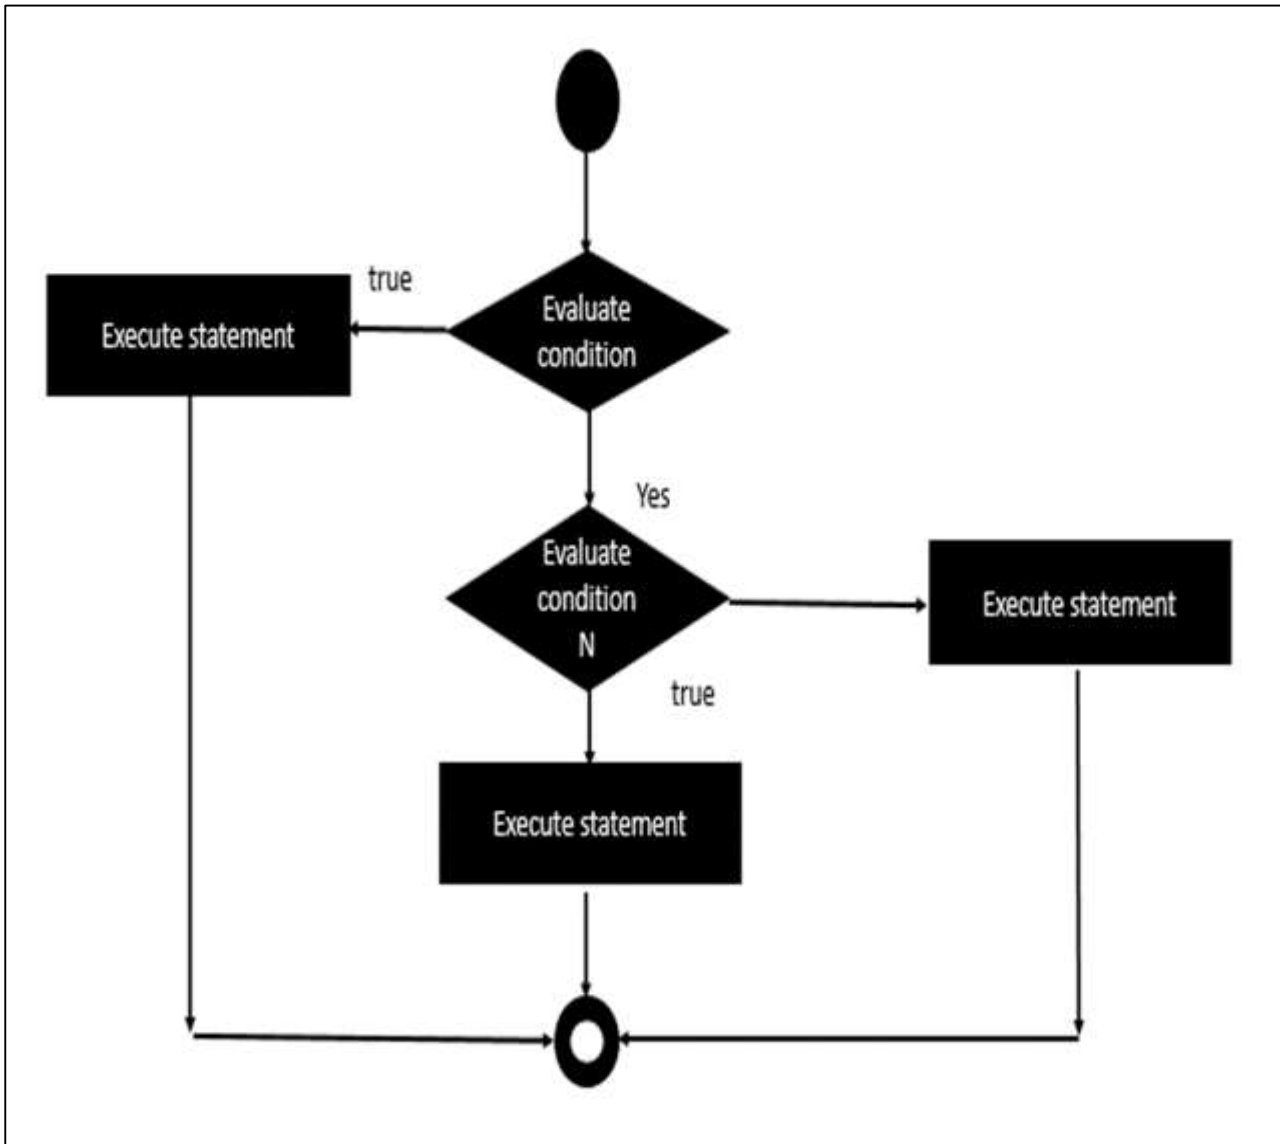 true
Evaluate
condition
Execute statement
Yes
Evaluate
condition
N
Execute statement
true
Execute statement